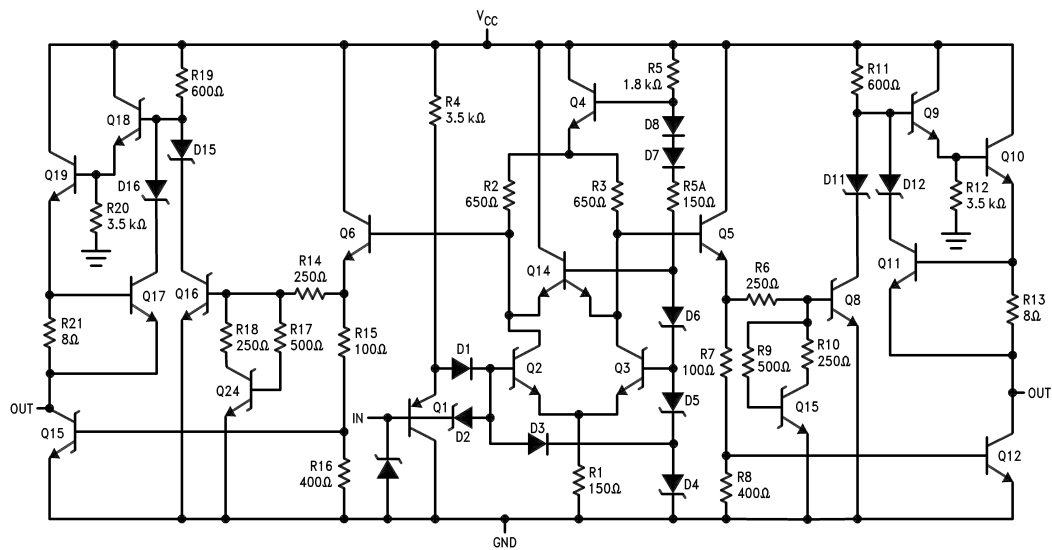 VCC
R19
600Ω
Q18
D15
Q19
D16
R20
3.5 kΩ
Q17
Q16
R14
250Ω
R21
8Ω
R18
250Ω
R17
500Ω
R15
100Ω
Q24
OUT
Q15
R16
400Ω
Q6
R4
3.5 kΩ
D1
Q1
IN
D2
D3
Q4
R5
1.8 kΩ
D8
D7
R5A
150Ω
R2
650Ω
R3
650Ω
Q14
Q2
Q3
D6
D5
D4
R1
150Ω
GND
Q5
R6
250Ω
R7
100Ω
R9
500Ω
R10
250Ω
Q15
R8
400Ω
Q8
R11
600Ω
Q9
D11
D12
Q10
R12
3.5 kΩ
Q11
R13
8Ω
OUT
Q12